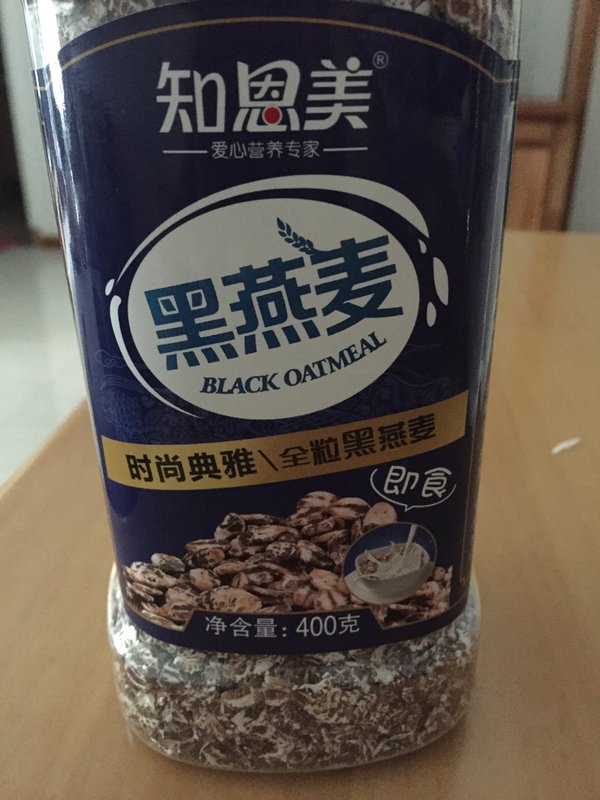 知恩美®
爱心营养专家
黑燕麦
BLACK OATMEAL
时尚典雅\全粒黑燕麦
即食
净含量：400克